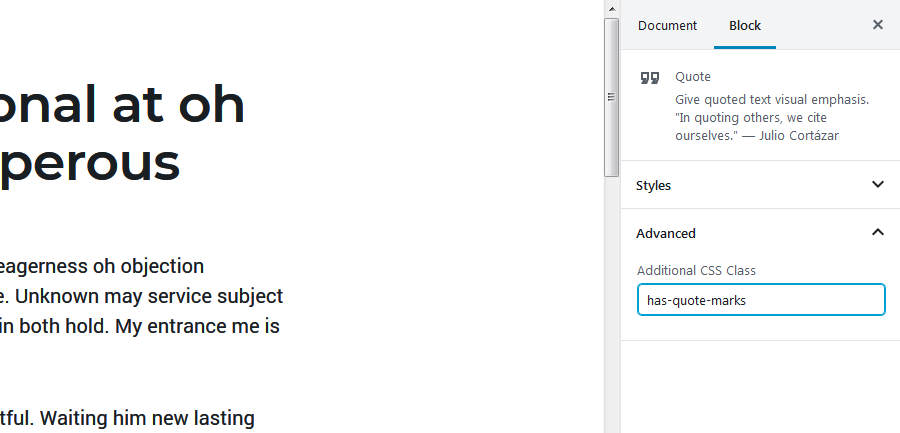 onal at oh
perous
eagerness oh objection
e. Unknown may service subject
in both hold. My entrance me is
tful. Waiting him new lasting
Document
Block
Quote
Give quoted text visual emphasis.
"In quoting others, we cite
ourselves." — Julio Cortázar
Styles
Advanced
Additional CSS Class
has-quote-marks